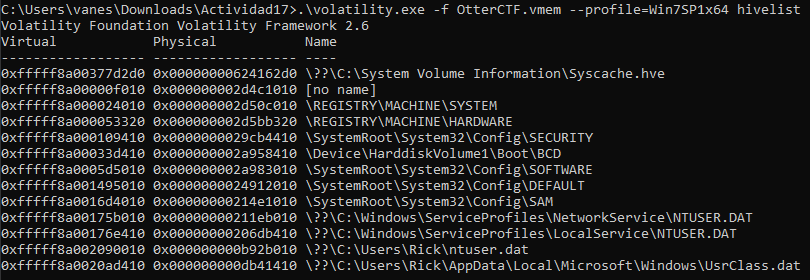 C:\Users\vanes\Downloads\Actividad17>.\volatility.exe -f OtterCTF.vmem --profile=Win7SP1x64 hivelist
Volatility Foundation Volatility Framework 2.6
Virtual Physical Name
------------------ ------------------ ----
0xfffff8a00377d2d0 0x00000000624162d0 \??\C:\System Volume Information\Syscache.hve
0xfffff8a00000f010 0x000000002d4c1010 [no name]
0xfffff8a000024010 0x000000002d50c010 \REGISTRY\MACHINE\SYSTEM
0xfffff8a000053320 0x000000002d5bb320 \REGISTRY\MACHINE\HARDWARE
0xfffff8a000109410 0x0000000029cb4410 \SystemRoot\System32\Config\SECURITY
0xfffff8a00033d410 0x000000002a958410 \Device\HarddiskVolume1\Boot\BCD
0xfffff8a0005d5010 0x000000002a983010 \SystemRoot\System32\Config\SOFTWARE
0xfffff8a001495010 0x0000000024912010 \SystemRoot\System32\Config\DEFAULT
0xfffff8a0016d4010 0x00000000214e1010 \SystemRoot\System32\Config\SAM
0xfffff8a00175b010 0x00000000211eb010 \??\C:\Windows\ServiceProfiles\NetworkService\NTUSER.DAT
0xfffff8a00176e410 0x00000000206db410 \??\C:\Windows\ServiceProfiles\LocalService\NTUSER.DAT
0xfffff8a002090010 0x000000000b92b010 \??\C:\Users\Rick\ntuser.dat
0xfffff8a0020ad410 0x000000000db41410 \??\C:\Users\Rick\AppData\Local\Microsoft\Windows\UsrClass.dat